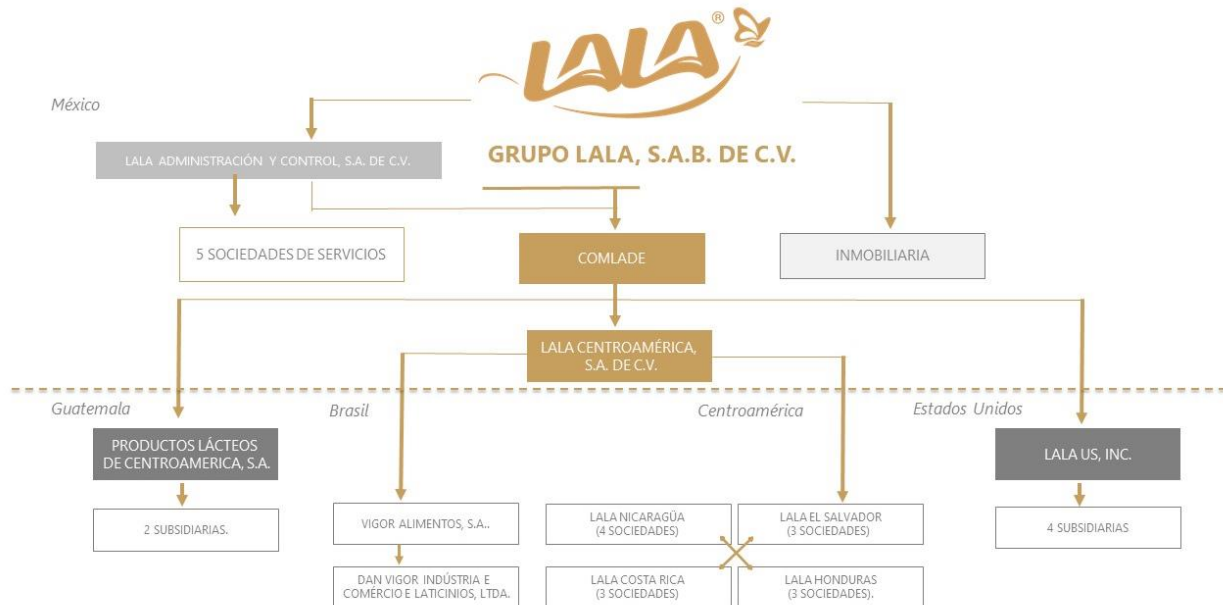 LALA®
México
LALA ADMINISTRACIÓN Y CONTROL, S.A. DE C.V.
GRUPO LALA, S.A.B. DE C.V.
5 SOCIEDADES DE SERVICIOS
COMLADE
INMOBILIARIA
LALA CENTROAMÉRICA,
S.A. DE C.V.
Guatemala
Brasil
Centroamérica
Estados Unidos
PRODUCTOS LÁCTEOS
DE CENTROAMERICA, S.A.
LALA US, INC.
2 SUBSIDIARIAS.
VIGOR ALIMENTOS, S.A..
LALA NICARAGÜA
(4 SOCIEDADES)
LALA EL SALVADOR
(3 SOCIEDADES)
4 SUBSIDIARIAS
DAN VIGOR INDÚSTRIA E
COMÉRCIO E LATICINIOS, LTDA.
LALA COSTA RICA
(3 SOCIEDADES)
LALA HONDURAS
(3 SOCIEDADES).